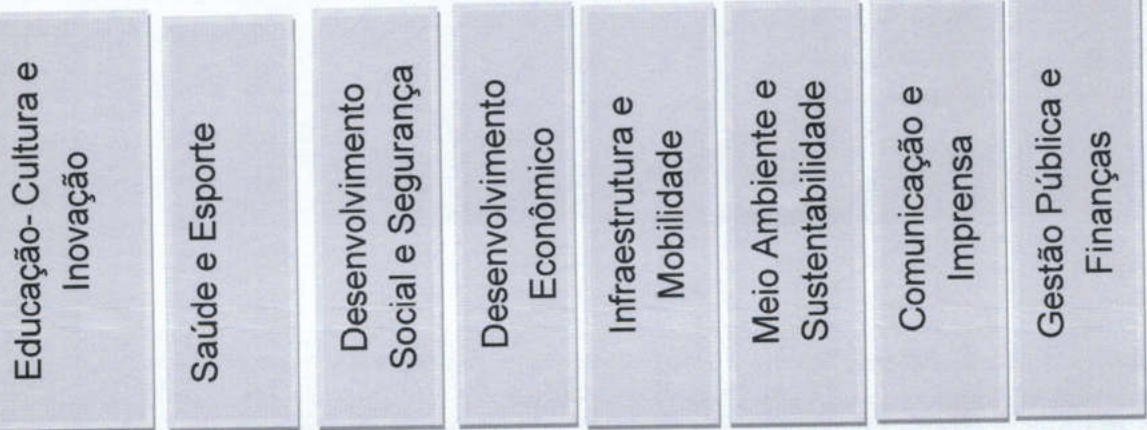 Educação- Cultura e
Inovação
Saúde e Esporte
Desenvolvimento
Social e Segurança
Desenvolvimento
Econômico
Infraestrutura e
Mobilidade
Meio Ambiente e
Sustentabilidade
Comunicação e
Imprensa
Gestão Pública e
Finanças